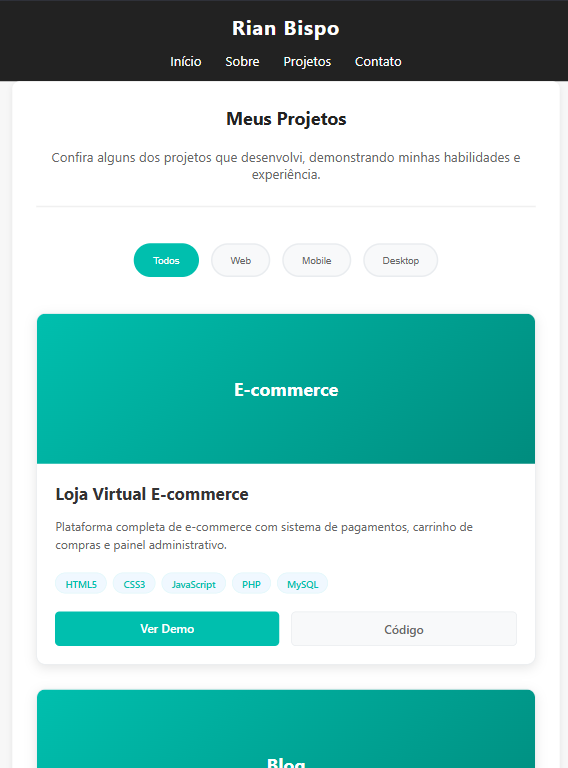 Rian Bispo
Início Sobre Projetos Contato
Meus Projetos
Confira alguns dos projetos que desenvolvi, demonstrando minhas habilidades e
experiência.
Todos Web Mobile Desktop
E-commerce
Loja Virtual E-commerce
Plataforma completa de e-commerce com sistema de pagamentos, carrinho de
compras e painel administrativo.
HTML5 CSS3 JavaScript PHP MySQL
Ver Demo Código
Blog